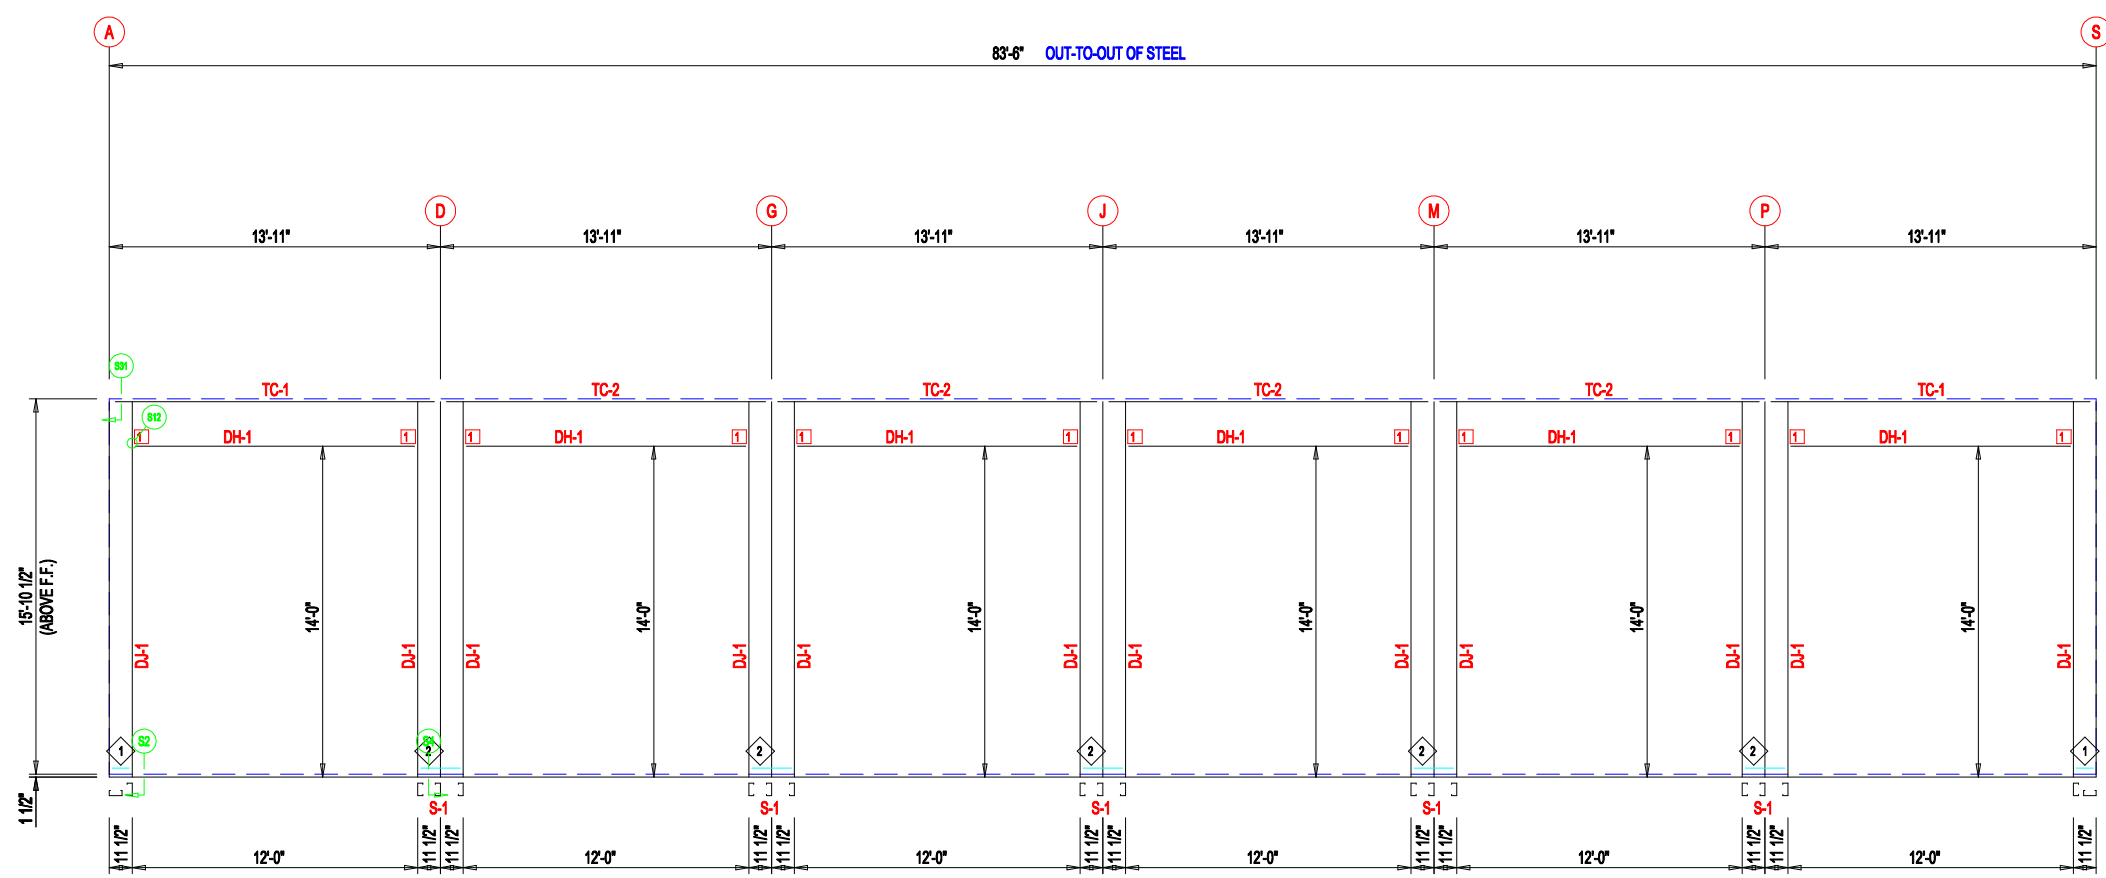 A
S
83'-6" OUT-TO-OUT OF STEEL
D
G
J
M
P
13'-11"
13'-11"
13'-11"
13'-11"
13'-11"
13'-11"
S31
TC-1
TC-2
TC-2
TC-2
TC-2
TC-1
S12
1
DH-1
1
1
DH-1
1
1
DH-1
1
1
DH-1
1
1
DH-1
1
1
DH-1
1
15'-10 1/2"
(ABOVE F.F.)
14'-0"
14'-0"
14'-0"
14'-0"
14'-0"
14'-0"
DJ-1
DJ-1
DJ-1
DJ-1
DJ-1
DJ-1
DJ-1
DJ-1
DJ-1
DJ-1
DJ-1
DJ-1
1
S2
2
2
2
2
2
1
1 1/2"
S-1
S-1
S-1
S-1
S-1
11 1/2"
12'-0"
11 1/2"
11 1/2"
12'-0"
11 1/2"
11 1/2"
12'-0"
11 1/2"
11 1/2"
12'-0"
11 1/2"
11 1/2"
12'-0"
11 1/2"
11 1/2"
12'-0"
11 1/2"